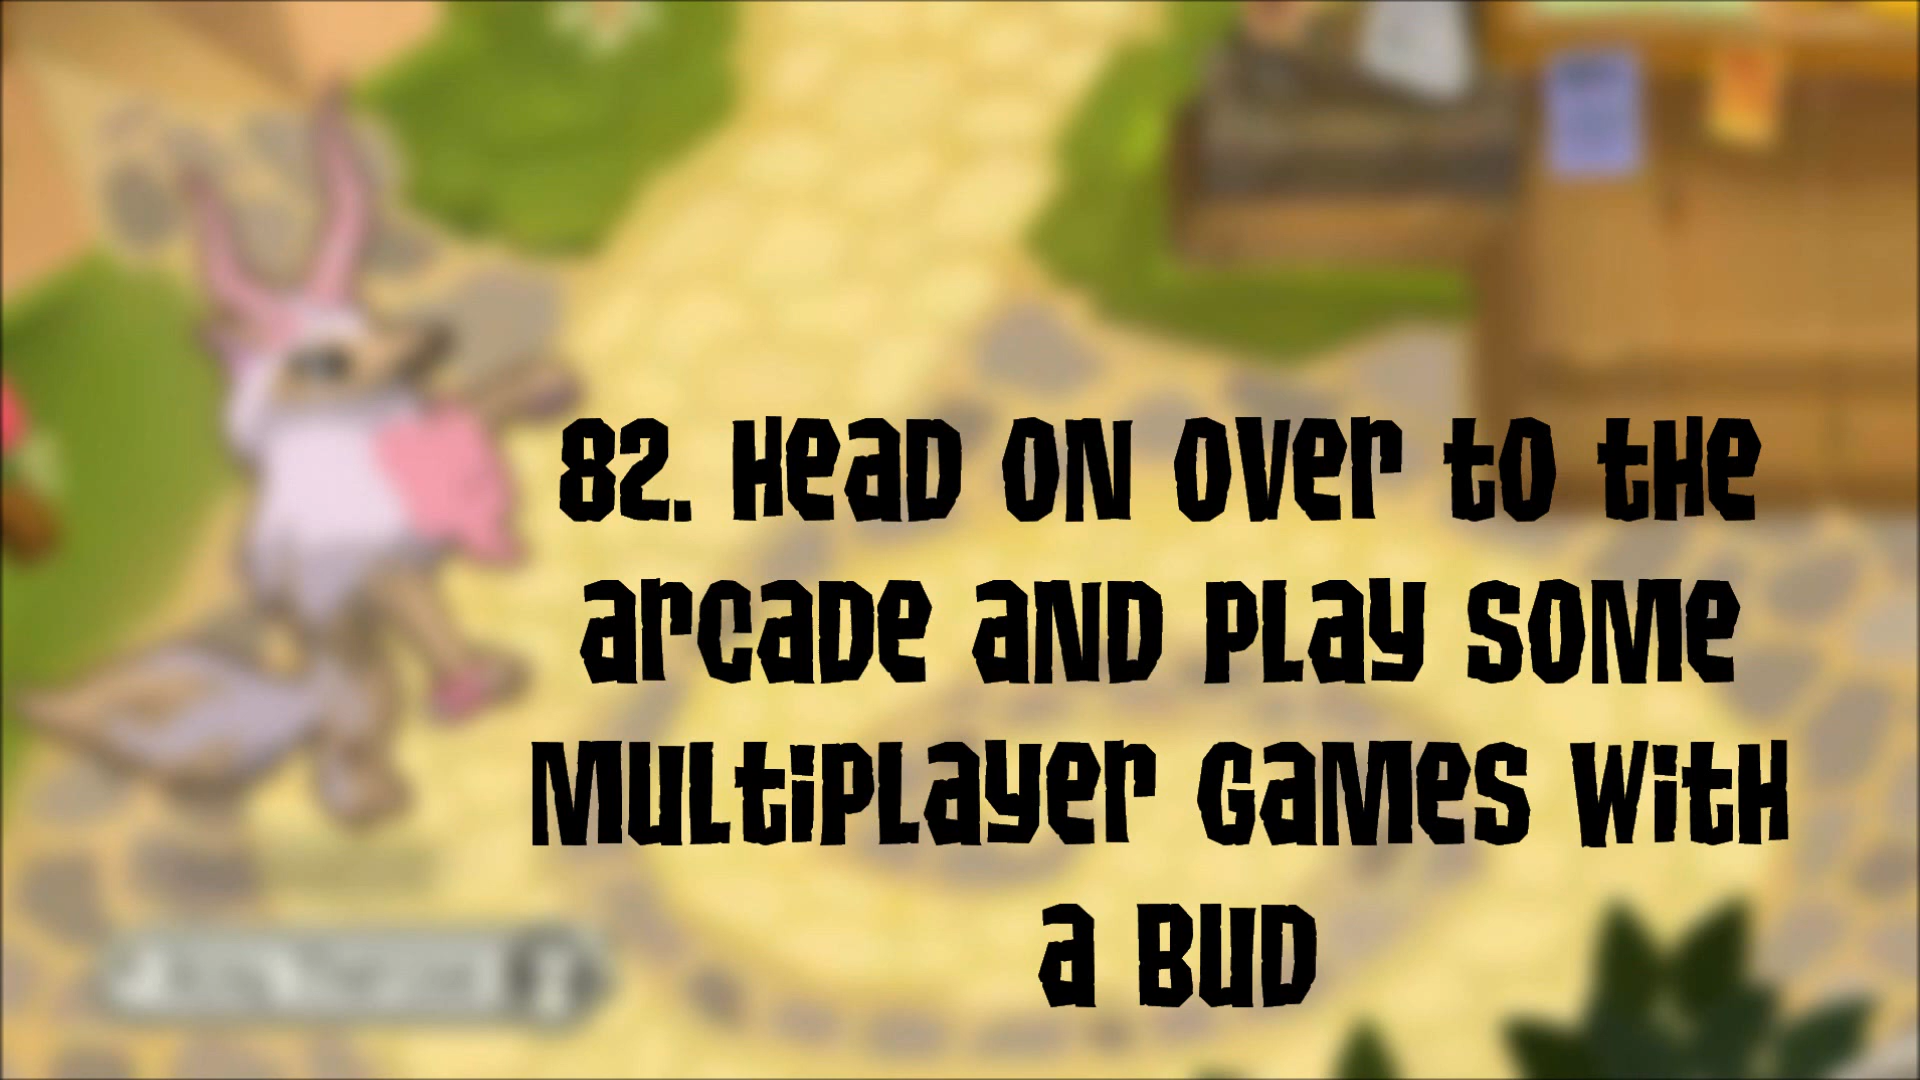 82. Head on over to the
arcade and play some
multiplayer games with
a bud